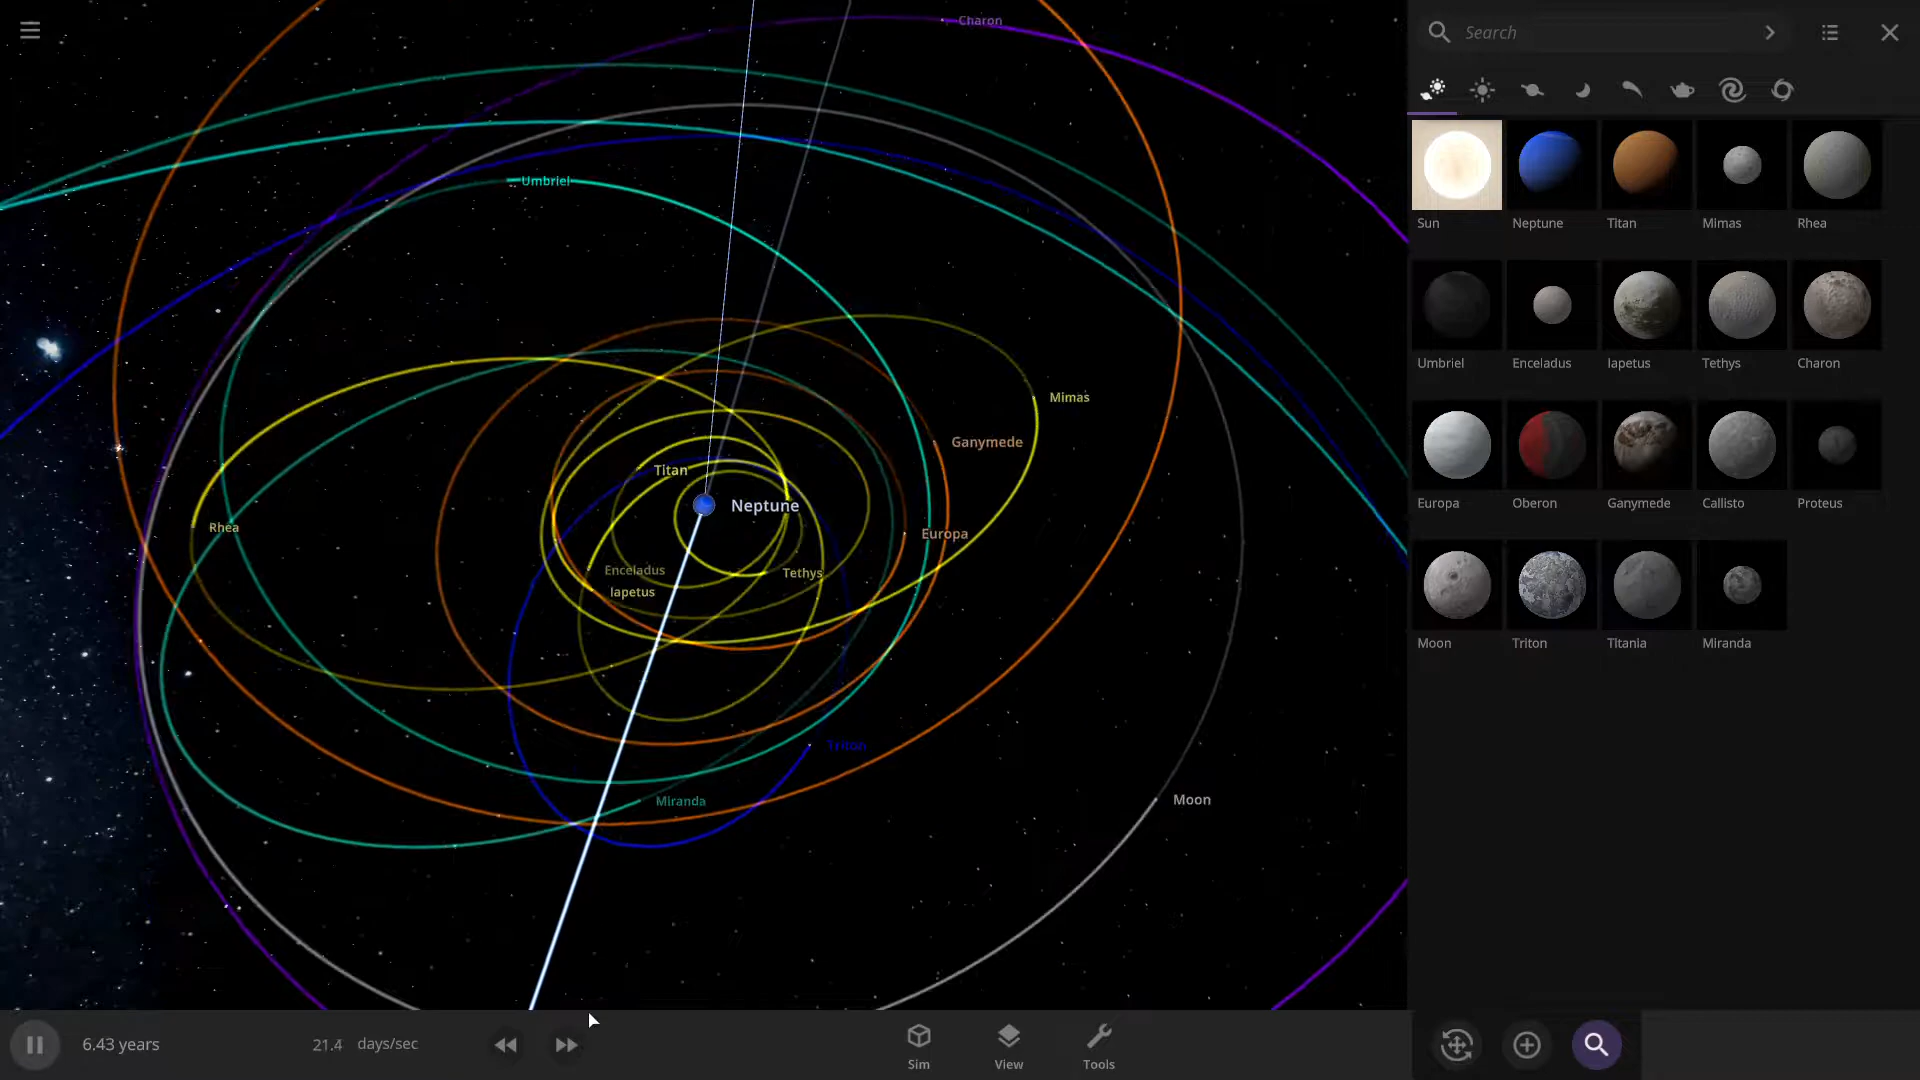 Search
Charon
Umbriel
Mimas
Ganymede
Titan
Neptune
Rhea
Europa
Enceladus
Tethys
Iapetus
Triton
Miranda
Moon
Sun
Neptune
Titan
Mimas
Rhea
Umbriel
Enceladus
Iapetus
Tethys
Charon
Europa
Oberon
Ganymede
Callisto
Proteus
Moon
Triton
Titania
Miranda
6.43 years
21.4 days/sec
Sim
View
Tools